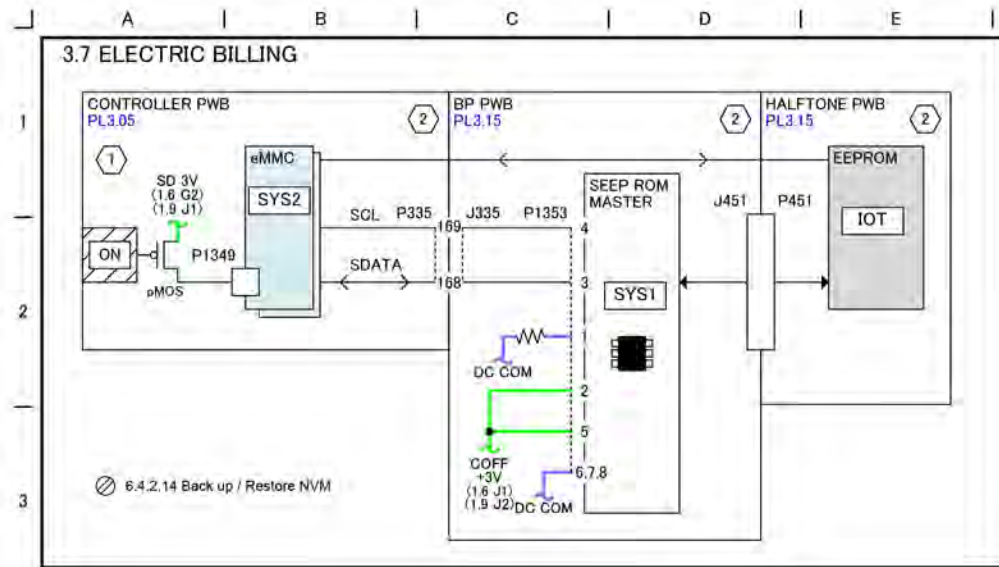 A B C D E
3.7 ELECTRIC BILLING
1
CONTROLLER PWB
PL3.05
2
BP PWB
PL3.15
2
HALFTONE PWB
PL3.15
2
1
eMMC
SYS2
SD 3V
(1.6 G2)
(1.9 J1)
ON
P1349
pMOS
SCL
P335
J335
P1353
169
4
SDATA
168
3
SEEP ROM
MASTER
SYS1
J451
P451
EEPROM
IOT
2
1
DC COM
2
5
COFF
+3V
(1.6 J1)
(1.9 J2)
6.7.8
DC COM
3
6.4.2.14 Back up / Restore NVM